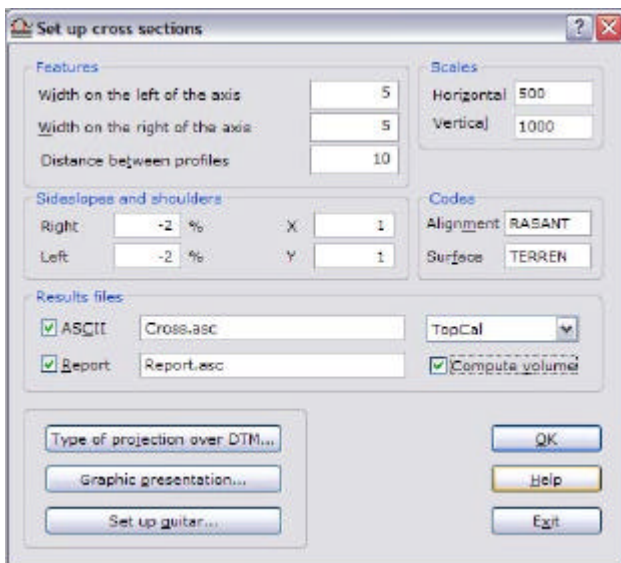 Set up cross sections
Features
Width on the left of the axis 5
Width on the right of the axis 5
Distance between profiles 10
Scales
Horizontal 500
Vertical 1000
Sideslopes and shoulders
Right -2 % X 1
Left -2 % Y 1
Codes
Alignment RASANT
Surface TERREN
Results files
ASCII Cross.asc TopCal
Report Report.asc Compute volume
Type of projection over DTM...
Graphic presentation...
Set up guitar...
OK
Help
Exit